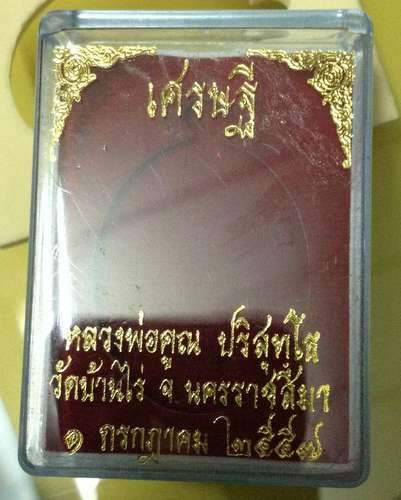 เศรษฐี
หลวงพ่อคูณ ปริสุทโธ
วัดบ้านไร่ จ.นครราชสีมา
๑ กรกฎาคม ๒๕๕๗